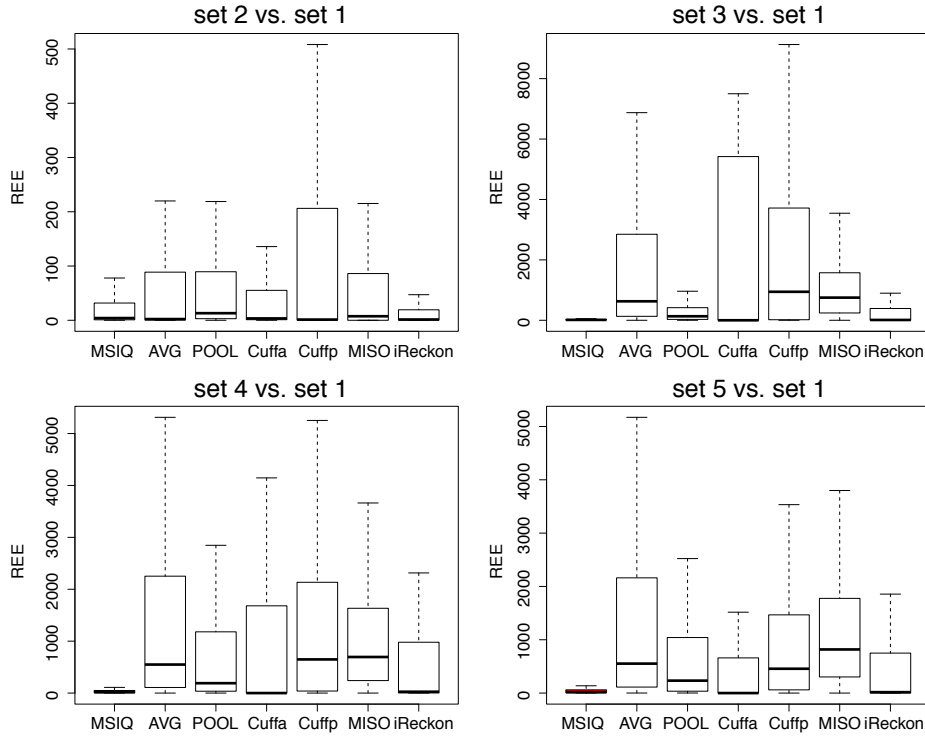 set 2 vs. set 1
REE
500
400
300
200
100
0
MSIQ AVG POOL Cuffa Cuffp MISO iReckon
set 3 vs. set 1
REE
8000
6000
4000
2000
0
MSIQ AVG POOL Cuffa Cuffp MISO iReckon
set 4 vs. set 1
REE
5000
4000
3000
2000
1000
0
MSIQ AVG POOL Cuffa Cuffp MISO iReckon
set 5 vs. set 1
REE
5000
4000
3000
2000
1000
0
MSIQ AVG POOL Cuffa Cuffp MISO iReckon